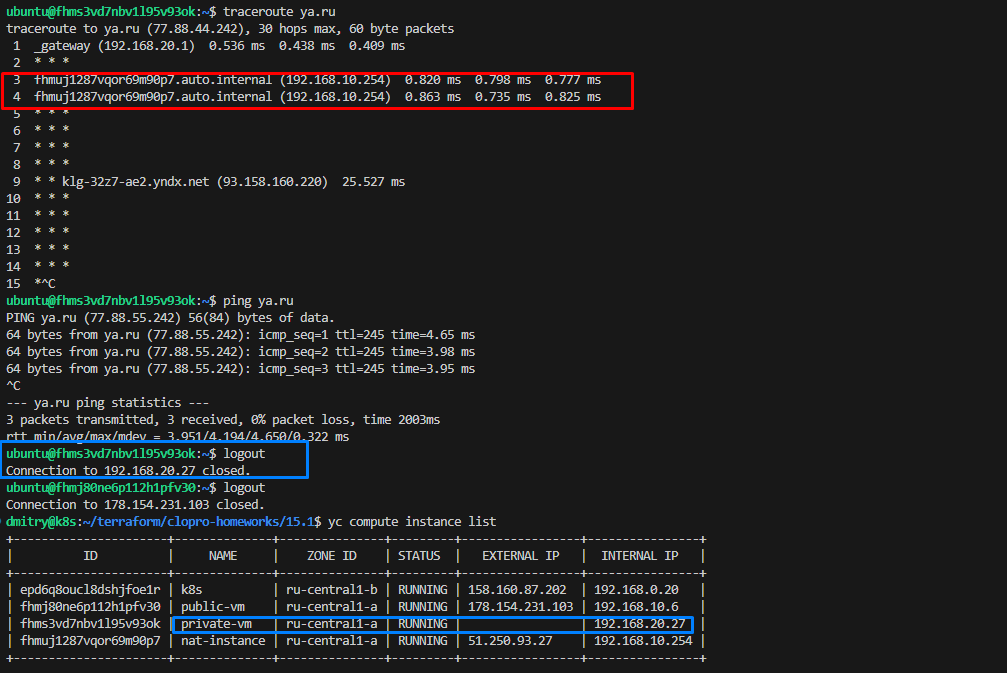 ubuntu@fhms3vd7nbv1l95v93ok:~$ traceroute ya.ru
traceroute to ya.ru (77.88.44.242), 30 hops max, 60 byte packets
 1  _gateway (192.168.20.1)  0.536 ms  0.438 ms  0.409 ms
 2  * * *
 3  fhmuj1287vqor69m90p7.auto.internal (192.168.10.254)  0.820 ms  0.798 ms  0.777 ms
 4  fhmuj1287vqor69m90p7.auto.internal (192.168.10.254)  0.863 ms  0.735 ms  0.825 ms
 5  * * *
 6  * * *
 7  * * *
 8  * * *
 9  * * klg-32z7-ae2.yndx.net (93.158.160.220)  25.527 ms
10  * * *
11  * * *
12  * * *
13  * * *
14  * * *
15  *^C
ubuntu@fhms3vd7nbv1l95v93ok:~$ ping ya.ru
PING ya.ru (77.88.55.242) 56(84) bytes of data.
64 bytes from ya.ru (77.88.55.242): icmp_seq=1 ttl=245 time=4.65 ms
64 bytes from ya.ru (77.88.55.242): icmp_seq=2 ttl=245 time=3.98 ms
64 bytes from ya.ru (77.88.55.242): icmp_seq=3 ttl=245 time=3.95 ms
^C
--- ya.ru ping statistics ---
3 packets transmitted, 3 received, 0% packet loss, time 2003ms
rtt min/avg/max/mdev = 3.951/4.194/4.650/0.322 ms
ubuntu@fhms3vd7nbv1l95v93ok:~$ logout
Connection to 192.168.20.27 closed.
ubuntu@fhmj80ne6p112h1pfv30:~$ logout
Connection to 178.154.231.103 closed.
dmitry@k8s:~/terraform/clopro-homeworks/15.1$ yc compute instance list
+----------------------+--------------+---------------+---------+-----------------+----------------+
|          ID          |     NAME     |    ZONE ID    | STATUS  |   EXTERNAL IP   |  INTERNAL IP   |
+----------------------+--------------+---------------+---------+-----------------+----------------+
| epd6q8oucl8dshjfoe1r | k8s          | ru-central1-b | RUNNING | 158.160.87.202  | 192.168.0.20   |
| fhmj80ne6p112h1pfv30 | public-vm    | ru-central1-a | RUNNING | 178.154.231.103 | 192.168.10.6   |
| fhms3vd7nbv1l95v93ok | private-vm   | ru-central1-a | RUNNING |                 | 192.168.20.27  |
| fhmuj1287vqor69m90p7 | nat-instance | ru-central1-a | RUNNING | 51.250.93.27    | 192.168.10.254 |
+----------------------+--------------+---------------+---------+-----------------+----------------+